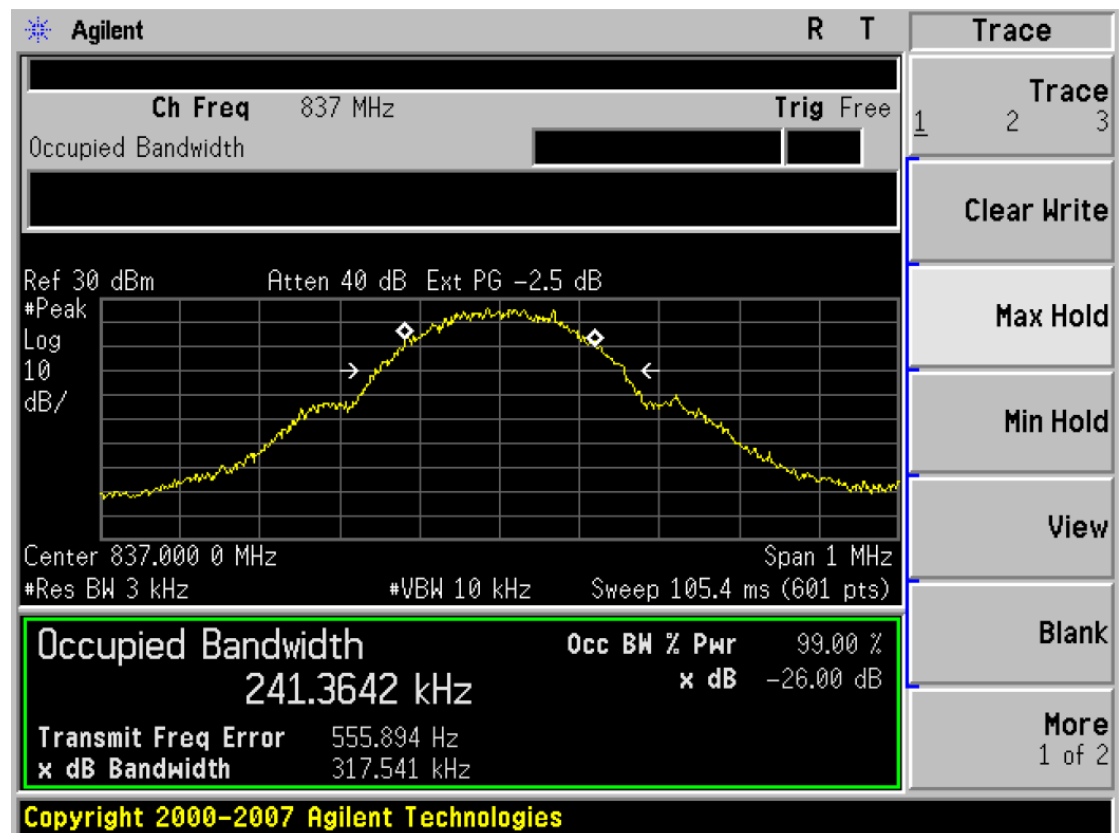 Agilent R T Trace
Ch Freq 837 MHz Trig Free
Occupied Bandwidth
Trace
1 2 3
Clear Write
Max Hold
Min Hold
View
Blank
More
1 of 2
Ref 30 dBm Atten 40 dB Ext PG −2.5 dB
#Peak
Log
10
dB/
Center 837.000 0 MHz Span 1 MHz
#Res BW 3 kHz #VBW 10 kHz Sweep 105.4 ms (601 pts)
Occupied Bandwidth Occ BW % Pwr 99.00 %
241.3642 kHz x dB −26.00 dB
Transmit Freq Error 555.894 Hz
x dB Bandwidth 317.541 kHz
Copyright 2000-2007 Agilent Technologies